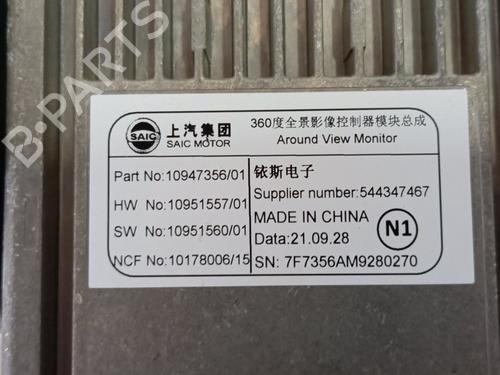 B·PARTS
SAIC
上汽集团
SAIC MOTOR
360度全景影像控制器模块总成
Around View Monitor
Part No:10947356/01
HW No:10951557/01
SW No:10951560/01
NCF No:10178006/15
铱斯电子
Supplier number:544347467
MADE IN CHINA
Data:21.09.28
N1
SN: 7F7356AM9280270